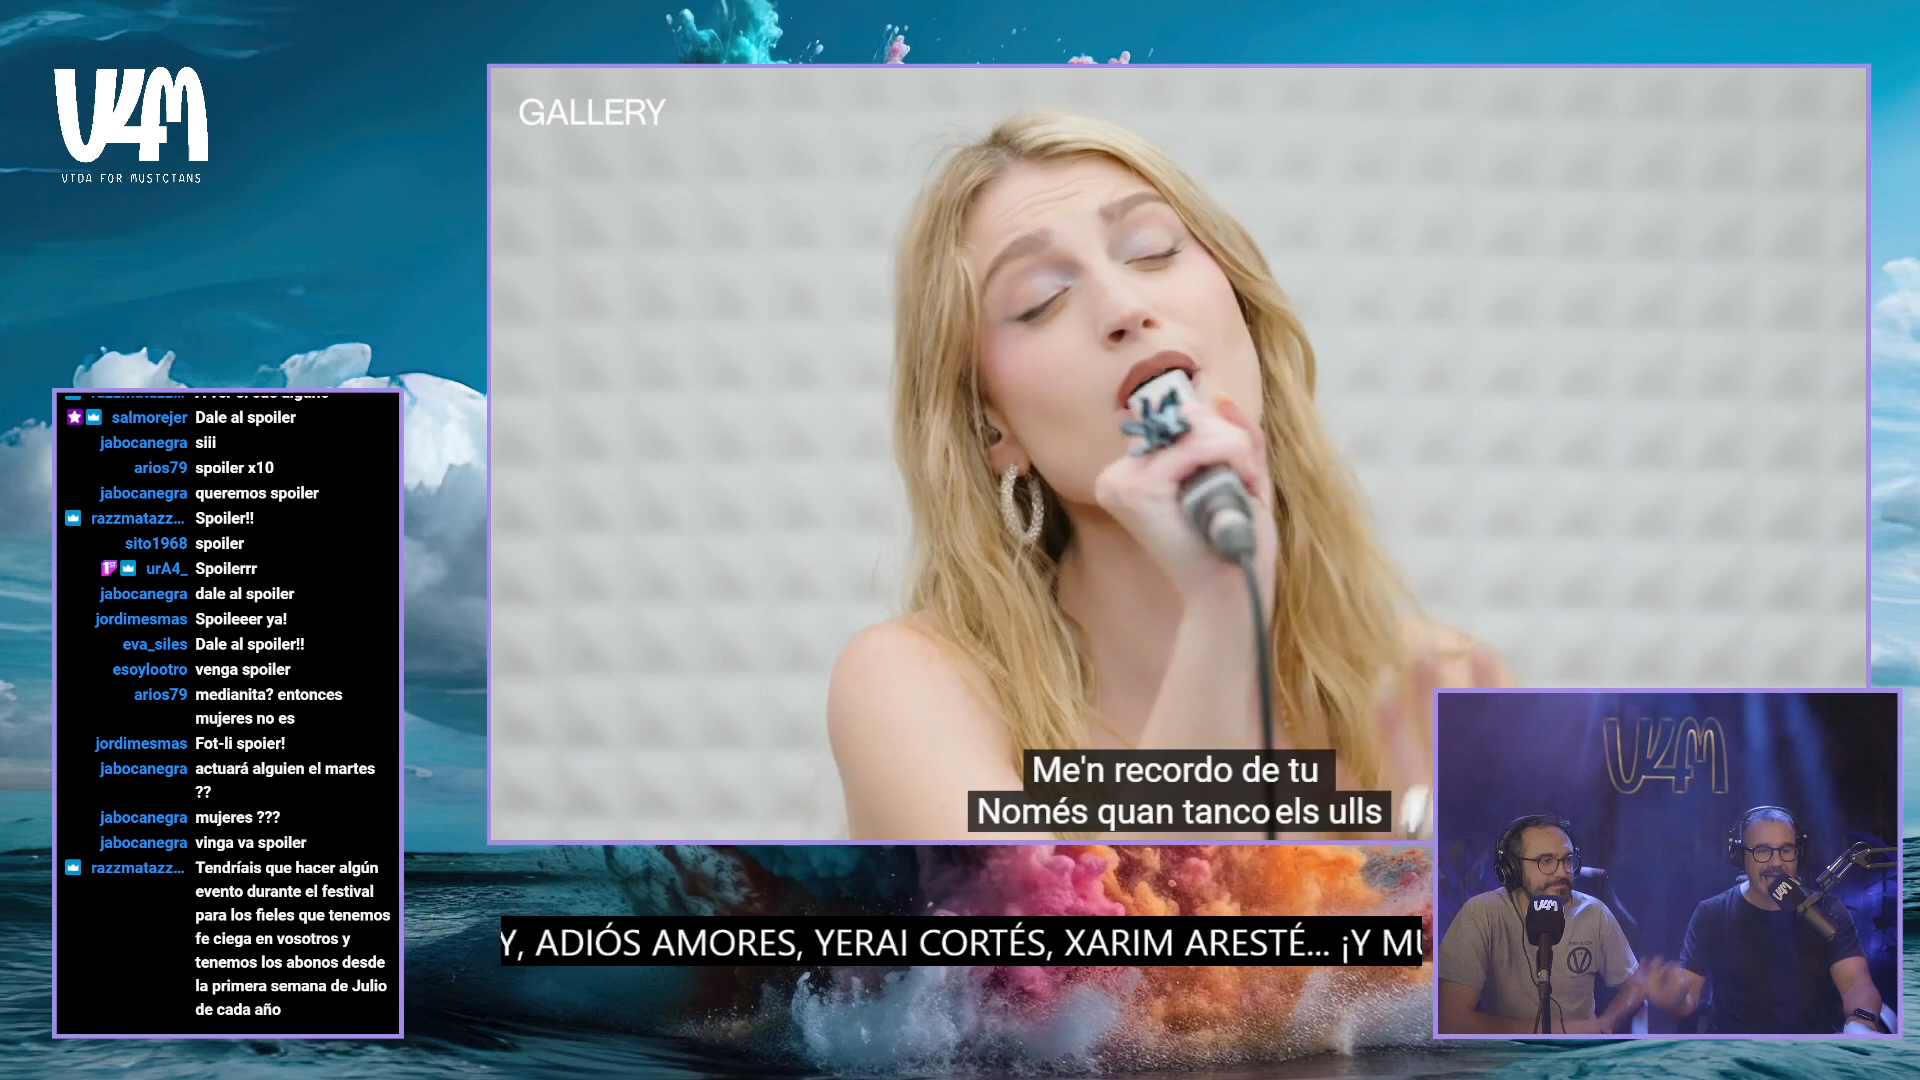 V4M
VIDA FOR MUSICIANS
GALLERY
salmorejer Dale al spoiler
jabocanegra siii
arios79 spoiler x10
jabocanegra queremos spoiler
razzmatazz... Spoiler!!
sito1968 spoiler
urA4_ Spoilerrr
jabocanegra dale al spoiler
jordimesmas Spoileeer ya!
eva_siles Dale al spoiler!!
esoylootro venga spoiler
arios79 medianita? entonces
mujeres no es
jordimesmas Fot-li spoier!
jabocanegra actuará alguien el martes
??
jabocanegra mujeres ???
jabocanegra vinga va spoiler
razzmatazz... Tendríais que hacer algún
evento durante el festival
para los fieles que tenemos
fe ciega en vosotros y
tenemos los abonos desde
la primera semana de Julio
de cada año
Me'n recordo de tu
Només quan tanco els ulls
Y, ADIÓS AMORES, YERAI CORTÉS, XARIM ARESTÉ... ¡Y MU
V4M
V4M
V4M